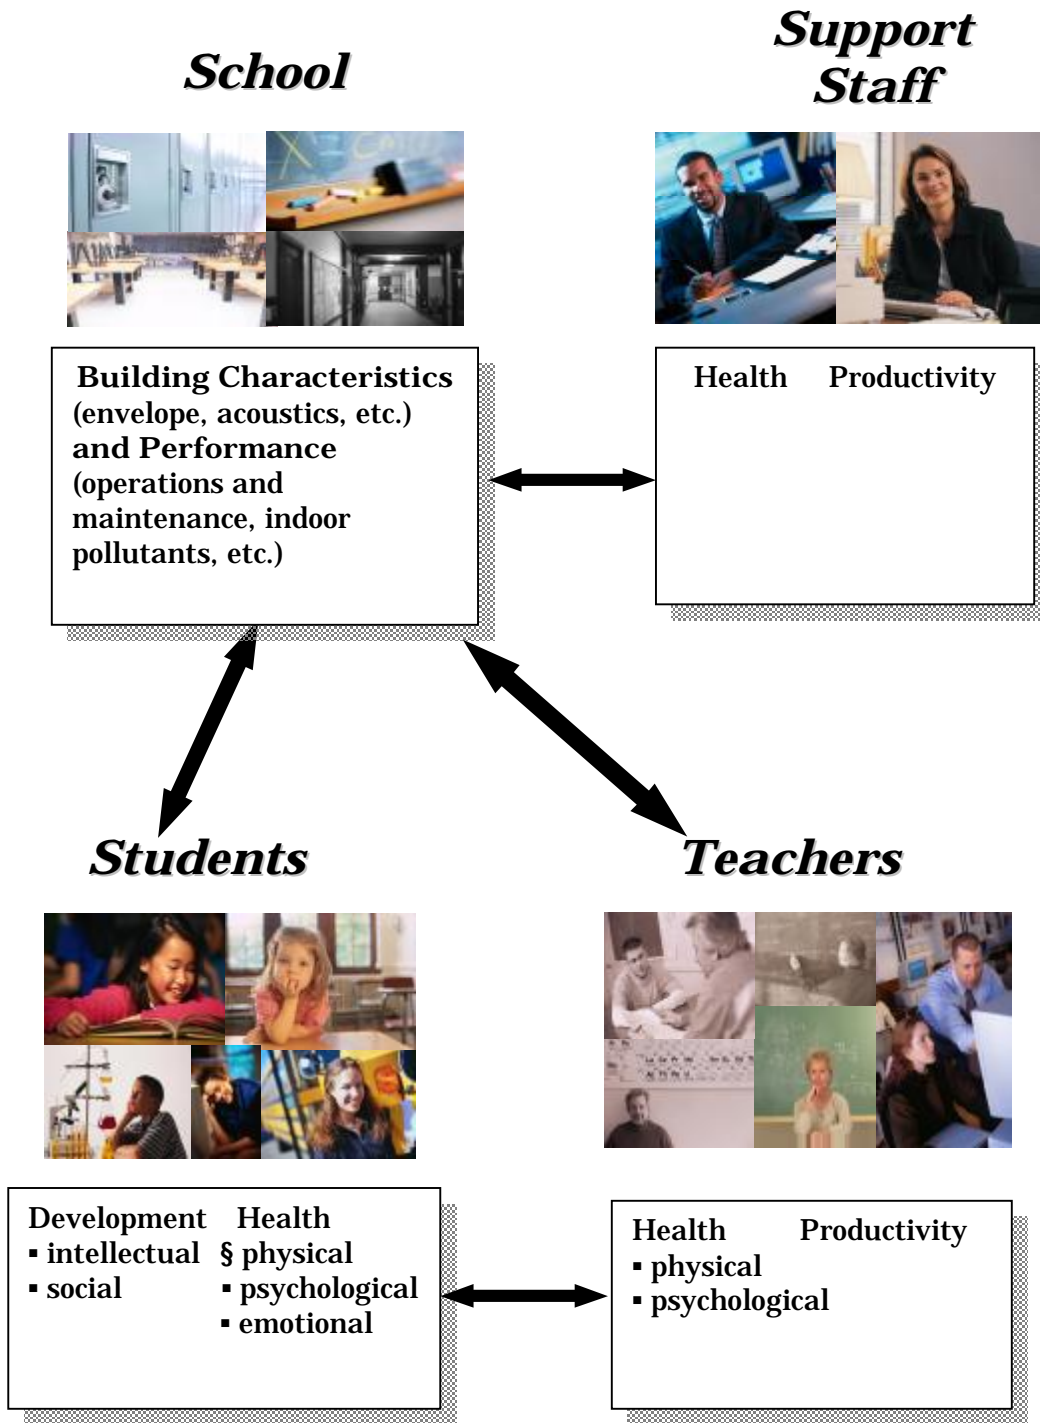 School
Support
Staff
Building Characteristics
(envelope, acoustics, etc.)
and Performance
(operations and
maintenance, indoor
pollutants, etc.)
Health Productivity
Students
Teachers
Development Health
▪ intellectual § physical
▪ social ▪ psychological
▪ emotional
Health Productivity
▪ physical
▪ psychological